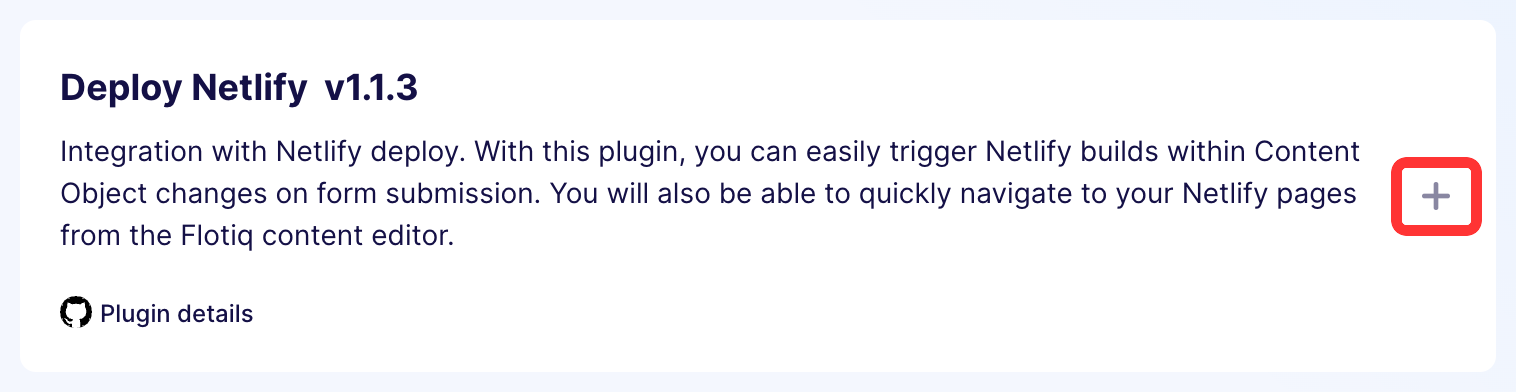 Deploy Netlify v1.1.3
Integration with Netlify deploy. With this plugin, you can easily trigger Netlify builds within Content
Object changes on form submission. You will also be able to quickly navigate to your Netlify pages
from the Flotiq content editor.
Plugin details